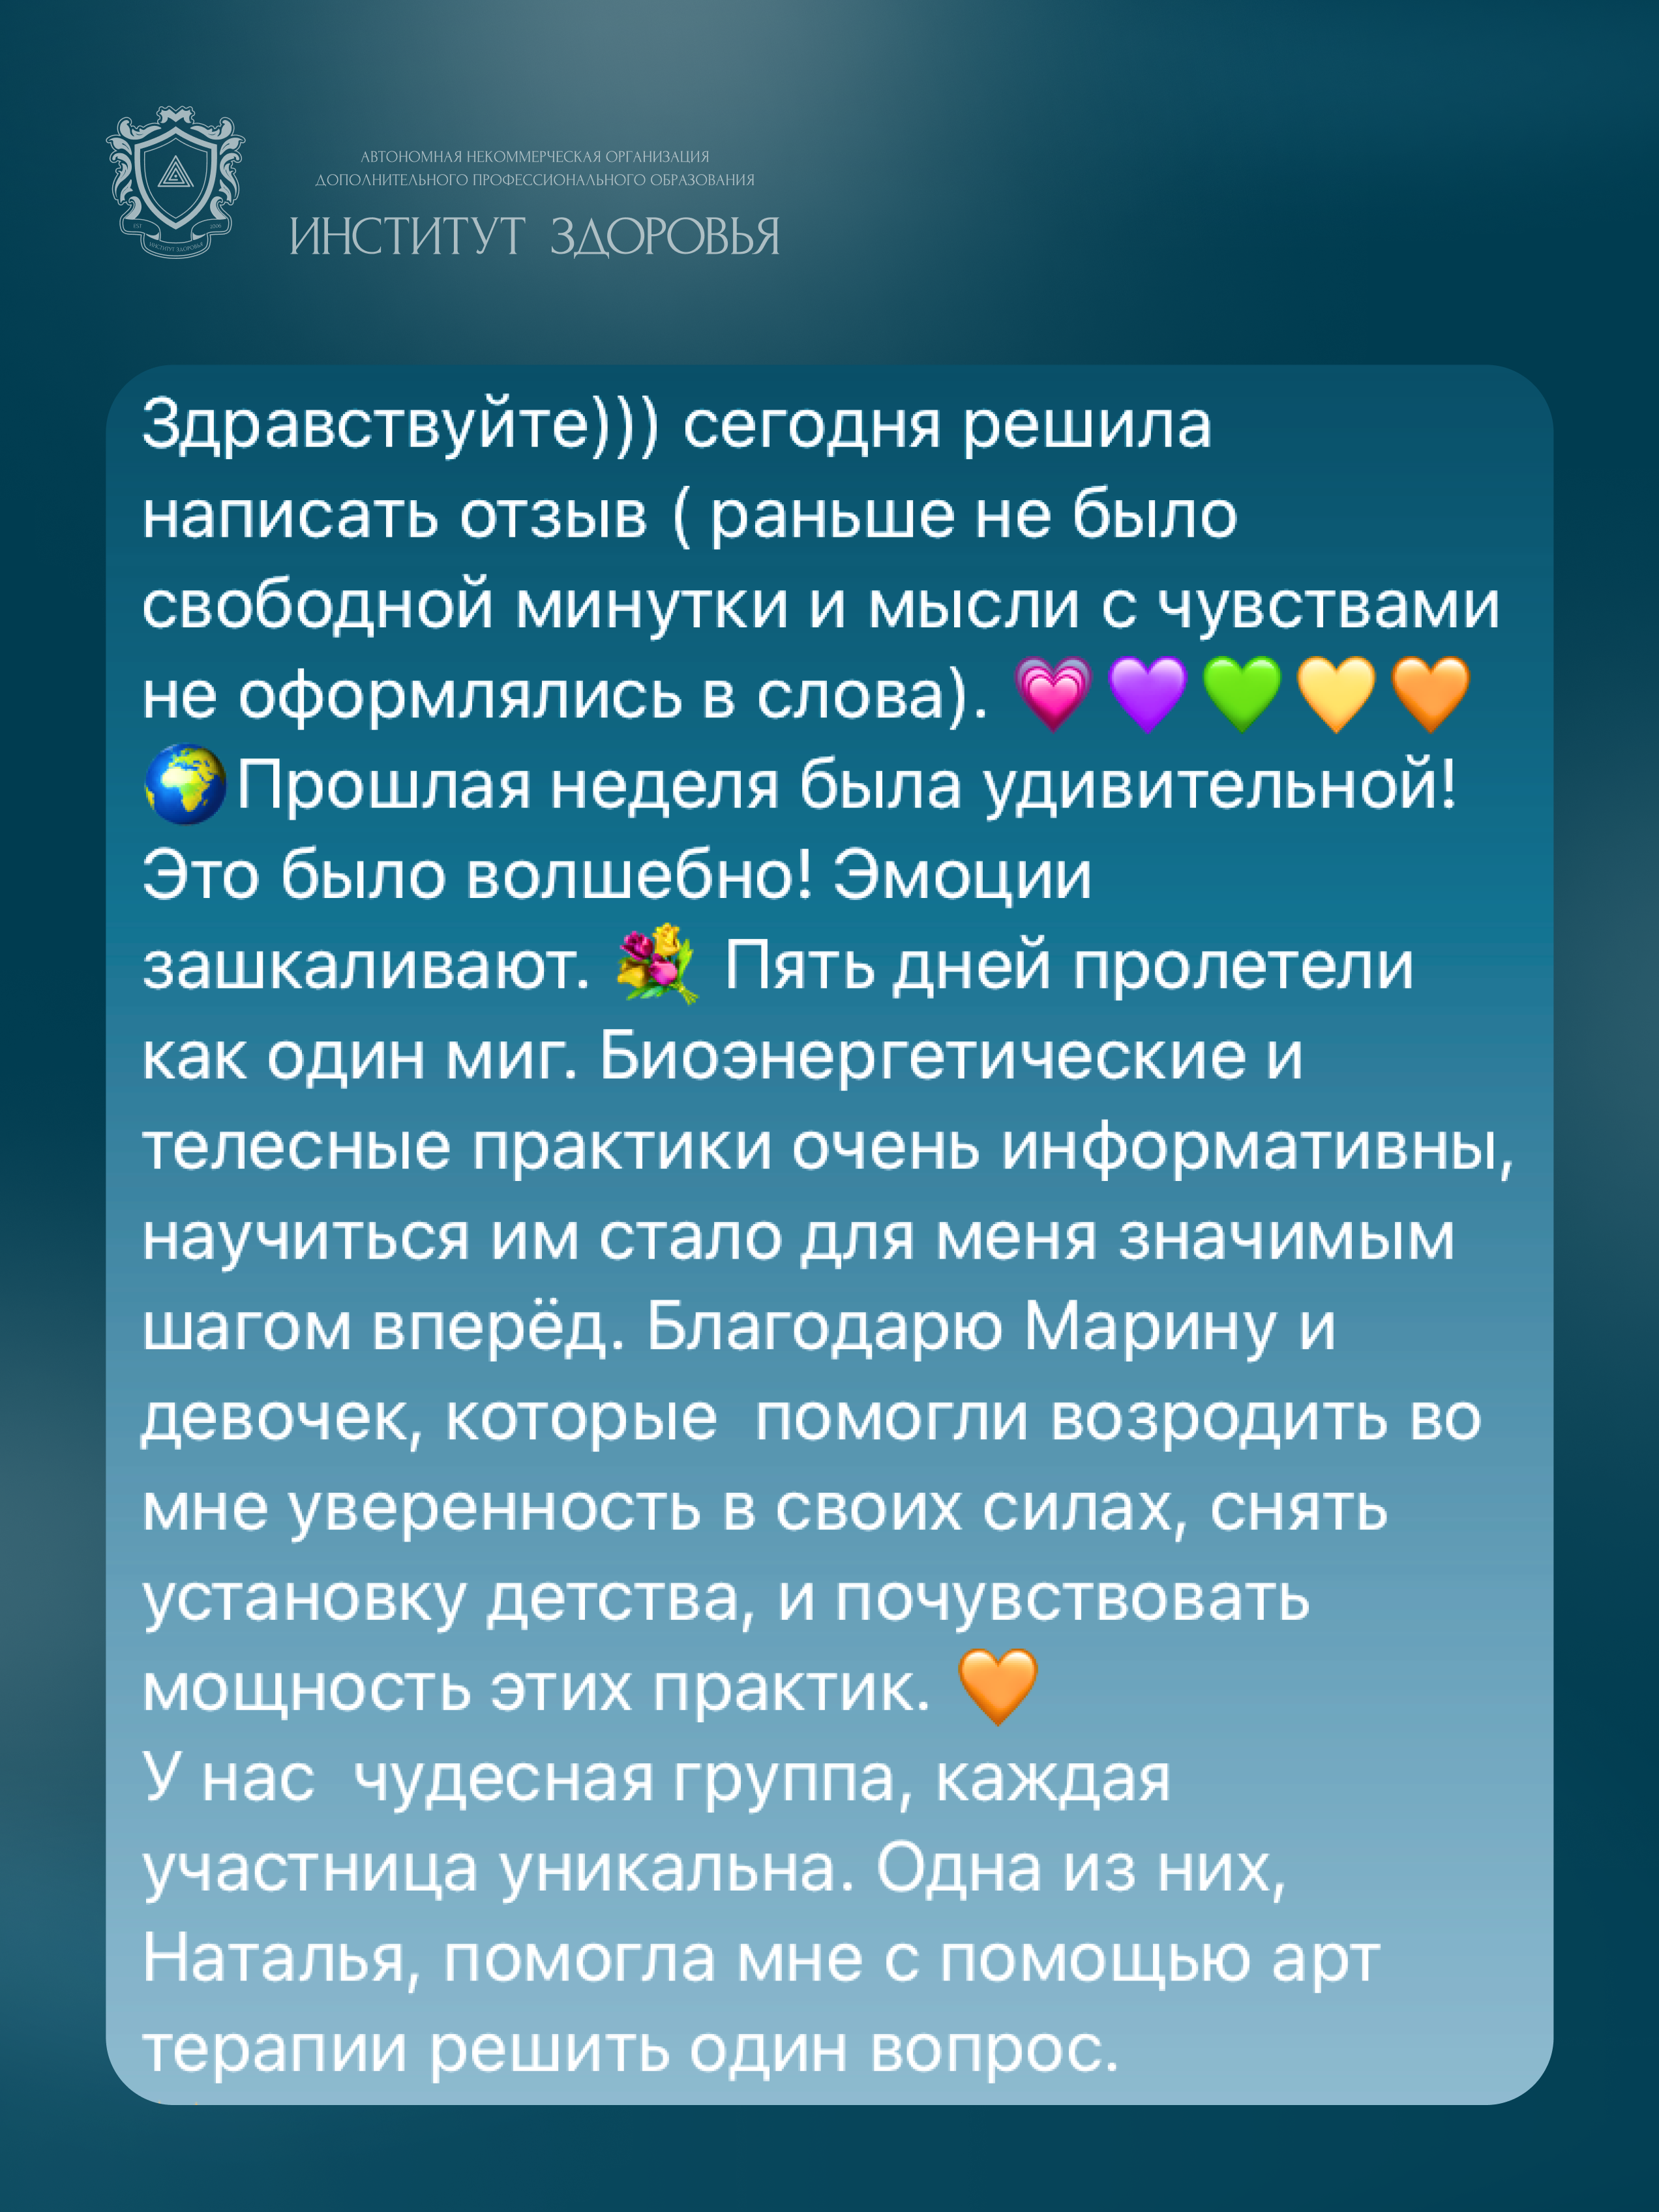 АВТОНОМНАЯ НЕКОММЕРЧЕСКАЯ ОРГАНИЗАЦИЯ
ДОПОЛНИТЕЛЬНОГО ПРОФЕССИОНАЛЬНОГО ОБРАЗОВАНИЯ
ИНСТИТУТ ЗДОРОВЬЯ
EST 2006
ИНСТИТУТ ЗДОРОВЬЯ
Здравствуйте))) сегодня решила
написать отзыв ( раньше не было
свободной минутки и мысли с чувствами
не оформлялись в слова). 💗💜💚💛🧡
🌍Прошлая неделя была удивительной!
Это было волшебно! Эмоции
зашкаливают. 💐 Пять дней пролетели
как один миг. Биоэнергетические и
телесные практики очень информативны,
научиться им стало для меня значимым
шагом вперёд. Благодарю Марину и
девочек, которые  помогли возродить во
мне уверенность в своих силах, снять
установку детства, и почувствовать
мощность этих практик. 🧡
У нас  чудесная группа, каждая
участница уникальна. Одна из них,
Наталья, помогла мне с помощью арт
терапии решить один вопрос.